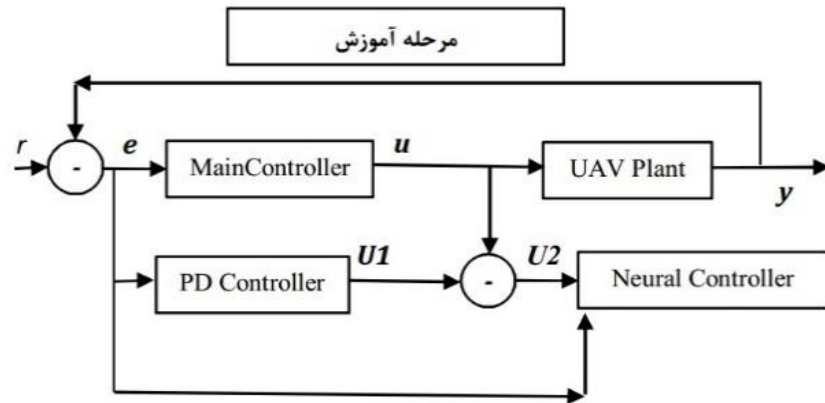 مرحله آموزش
r
-
e
MainController
u
UAV Plant
y
PD Controller
U1
-
U2
Neural Controller